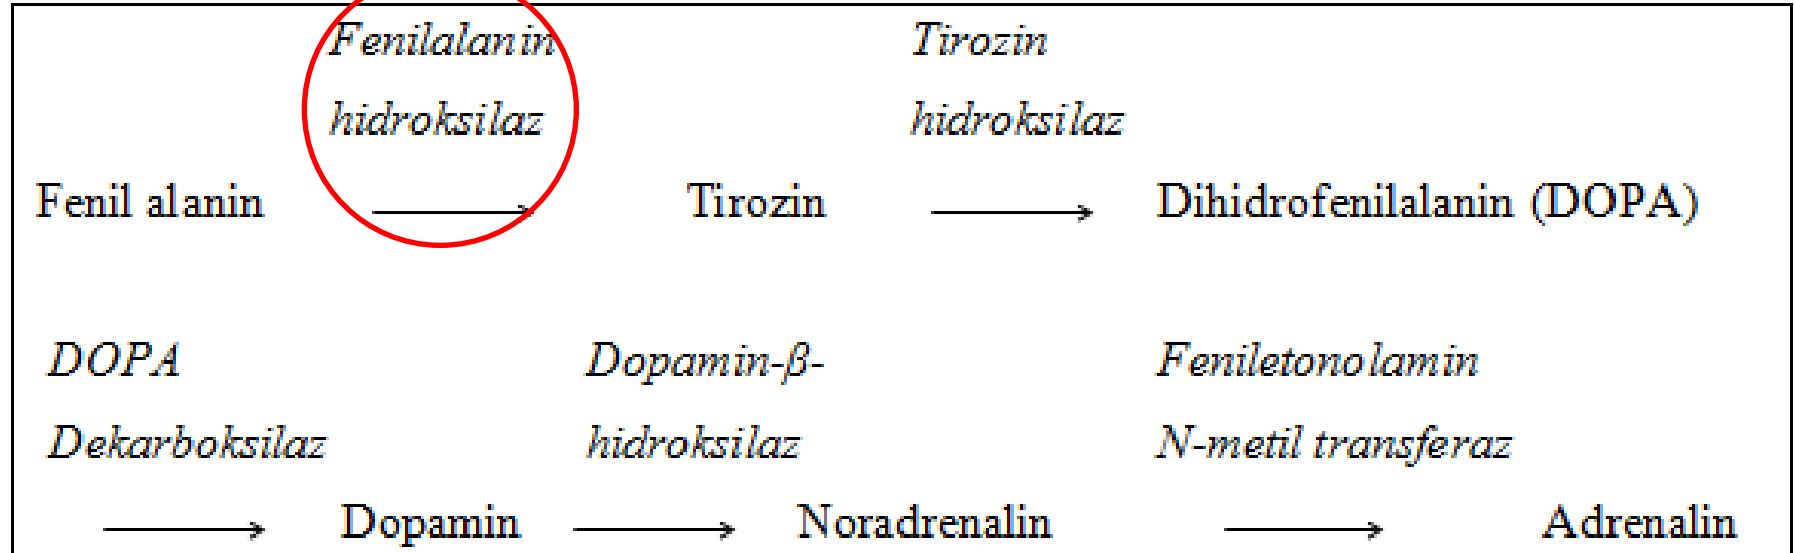 Fenilalanin Tirozin
hidroksilaz hidroksilaz
Fenil alanin Tirozin Dihidrofenilalanin (DOPA)
DOPA Dopamin-β- Feniletonolamin
Dekarboksilaz hidroksilaz N-metil transferaz
Dopamin Noradrenalin Adrenalin